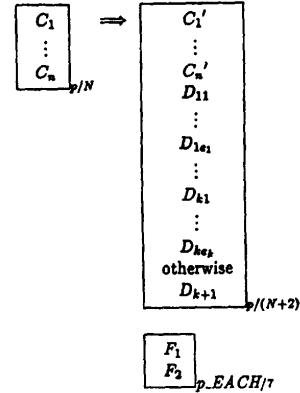 C₁ ⟹ C₁′
⋮ ⋮
Cₙ Cₙ′
p/N
D₁₁
⋮
D₁ₑ₁
⋮
Dₖ₁
⋮
Dₖₑₖ
otherwise
Dₖ₊₁
p/(N+2)
F₁
F₂
p_EACH/7